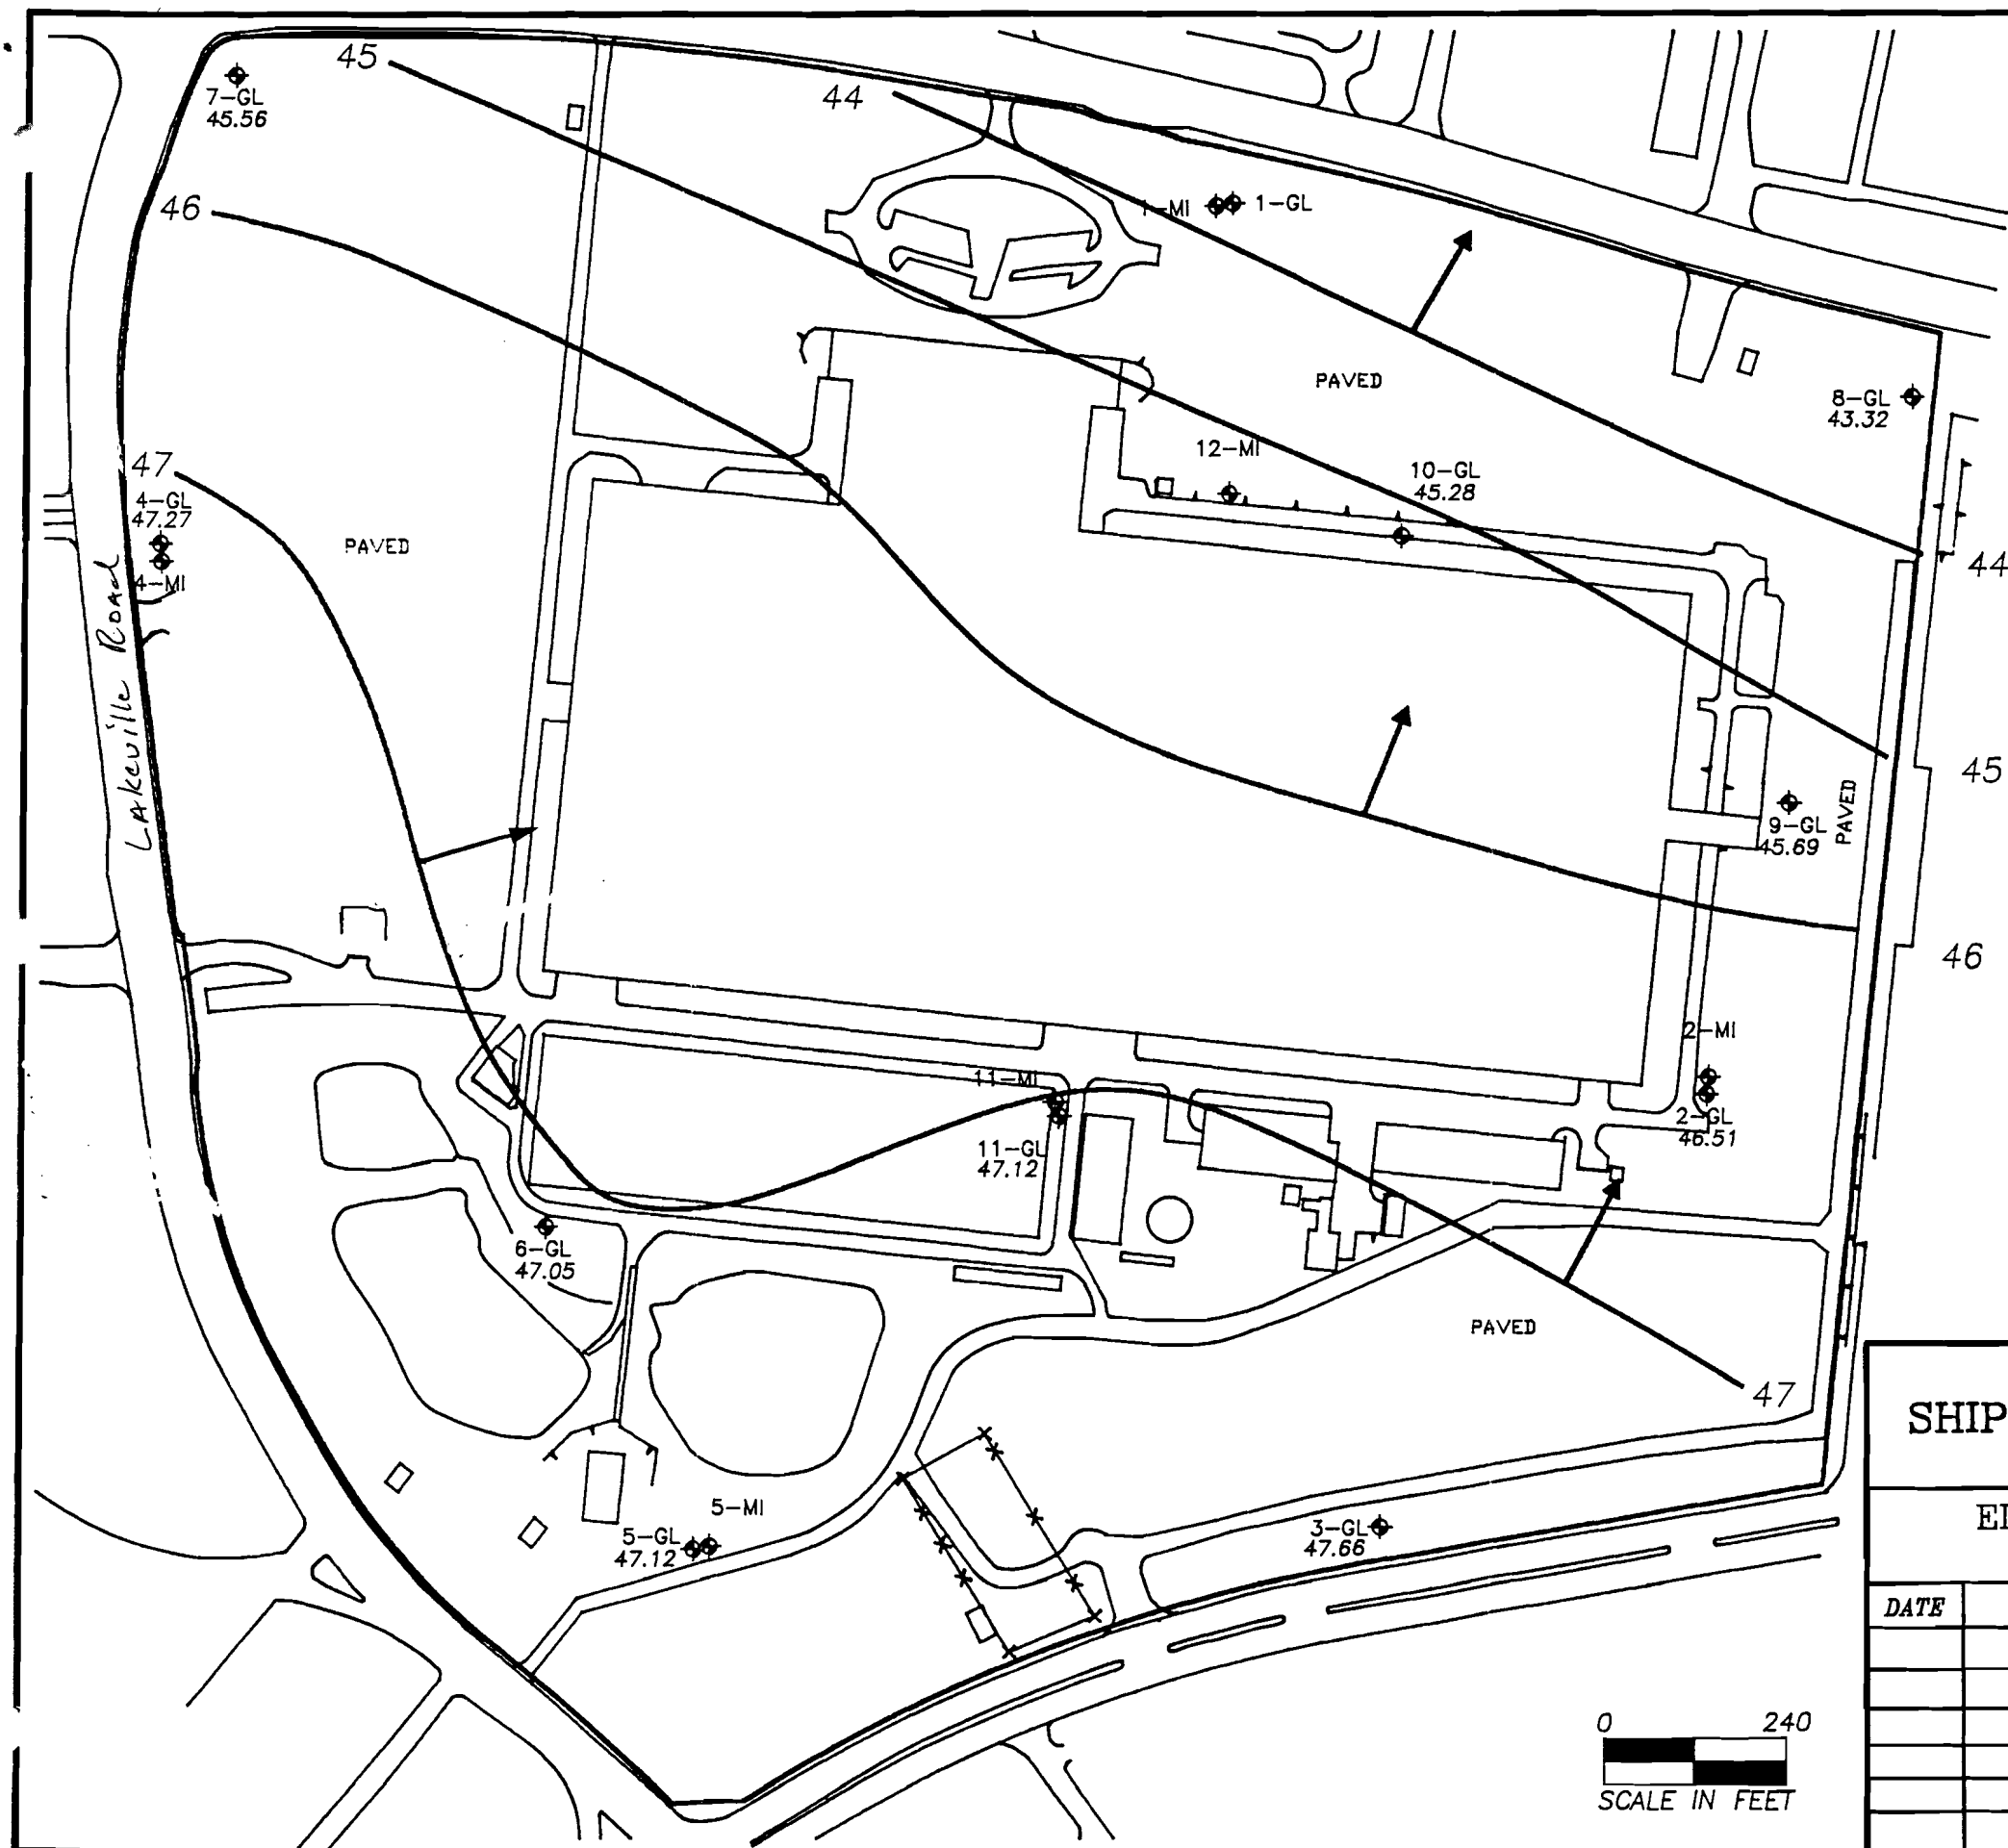 45
44
7-GL
45.56
46
1-MI
1-GL
PAVED
8-GL
43.32
12-MI
10-GL
45.28
47
4-GL
47.27
4-MI
PAVED
44
Lakeville Road
45
PAVED
9-GL
45.69
46
2-MI
11-MI
2-GL
46.51
11-GL
47.12
6-GL
47.05
PAVED
47
SHIP
5-MI
5-GL
47.12
3-GL
47.66
DATE
0 240
SCALE IN FEET